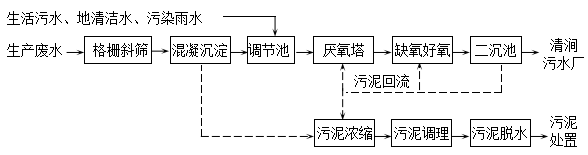 生活污水、地清洁水、污染雨水
生产废水
格栅斜筛
混凝沉淀
调节池
厌氧塔
缺氧好氧
二沉池
清涧
污水厂
污泥回流
污泥浓缩
污泥调理
污泥脱水
污泥
处置